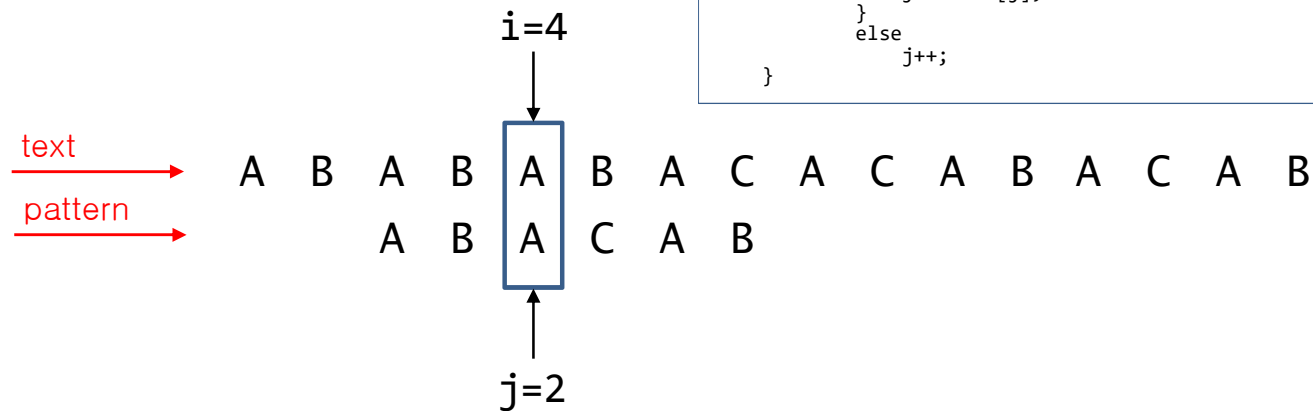 }
else
j++;
}
i=4
text
A B A B A B A C A C A B A C A B
pattern
A B A C A B
j=2